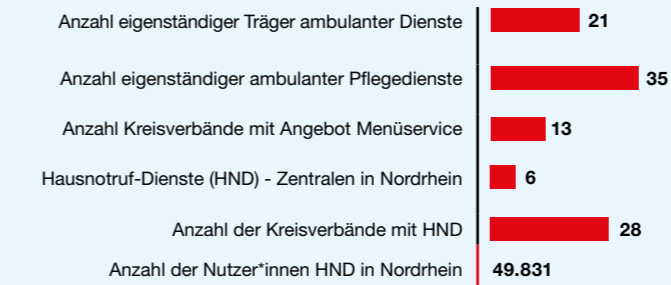 Anzahl eigenständiger Träger ambulanter Dienste 21
Anzahl eigenständiger ambulanter Pflegedienste 35
Anzahl Kreisverbände mit Angebot Menüservice 13
Hausnotruf-Dienste (HND) - Zentralen in Nordrhein 6
Anzahl der Kreisverbände mit HND 28
Anzahl der Nutzer*innen HND in Nordrhein 49.831